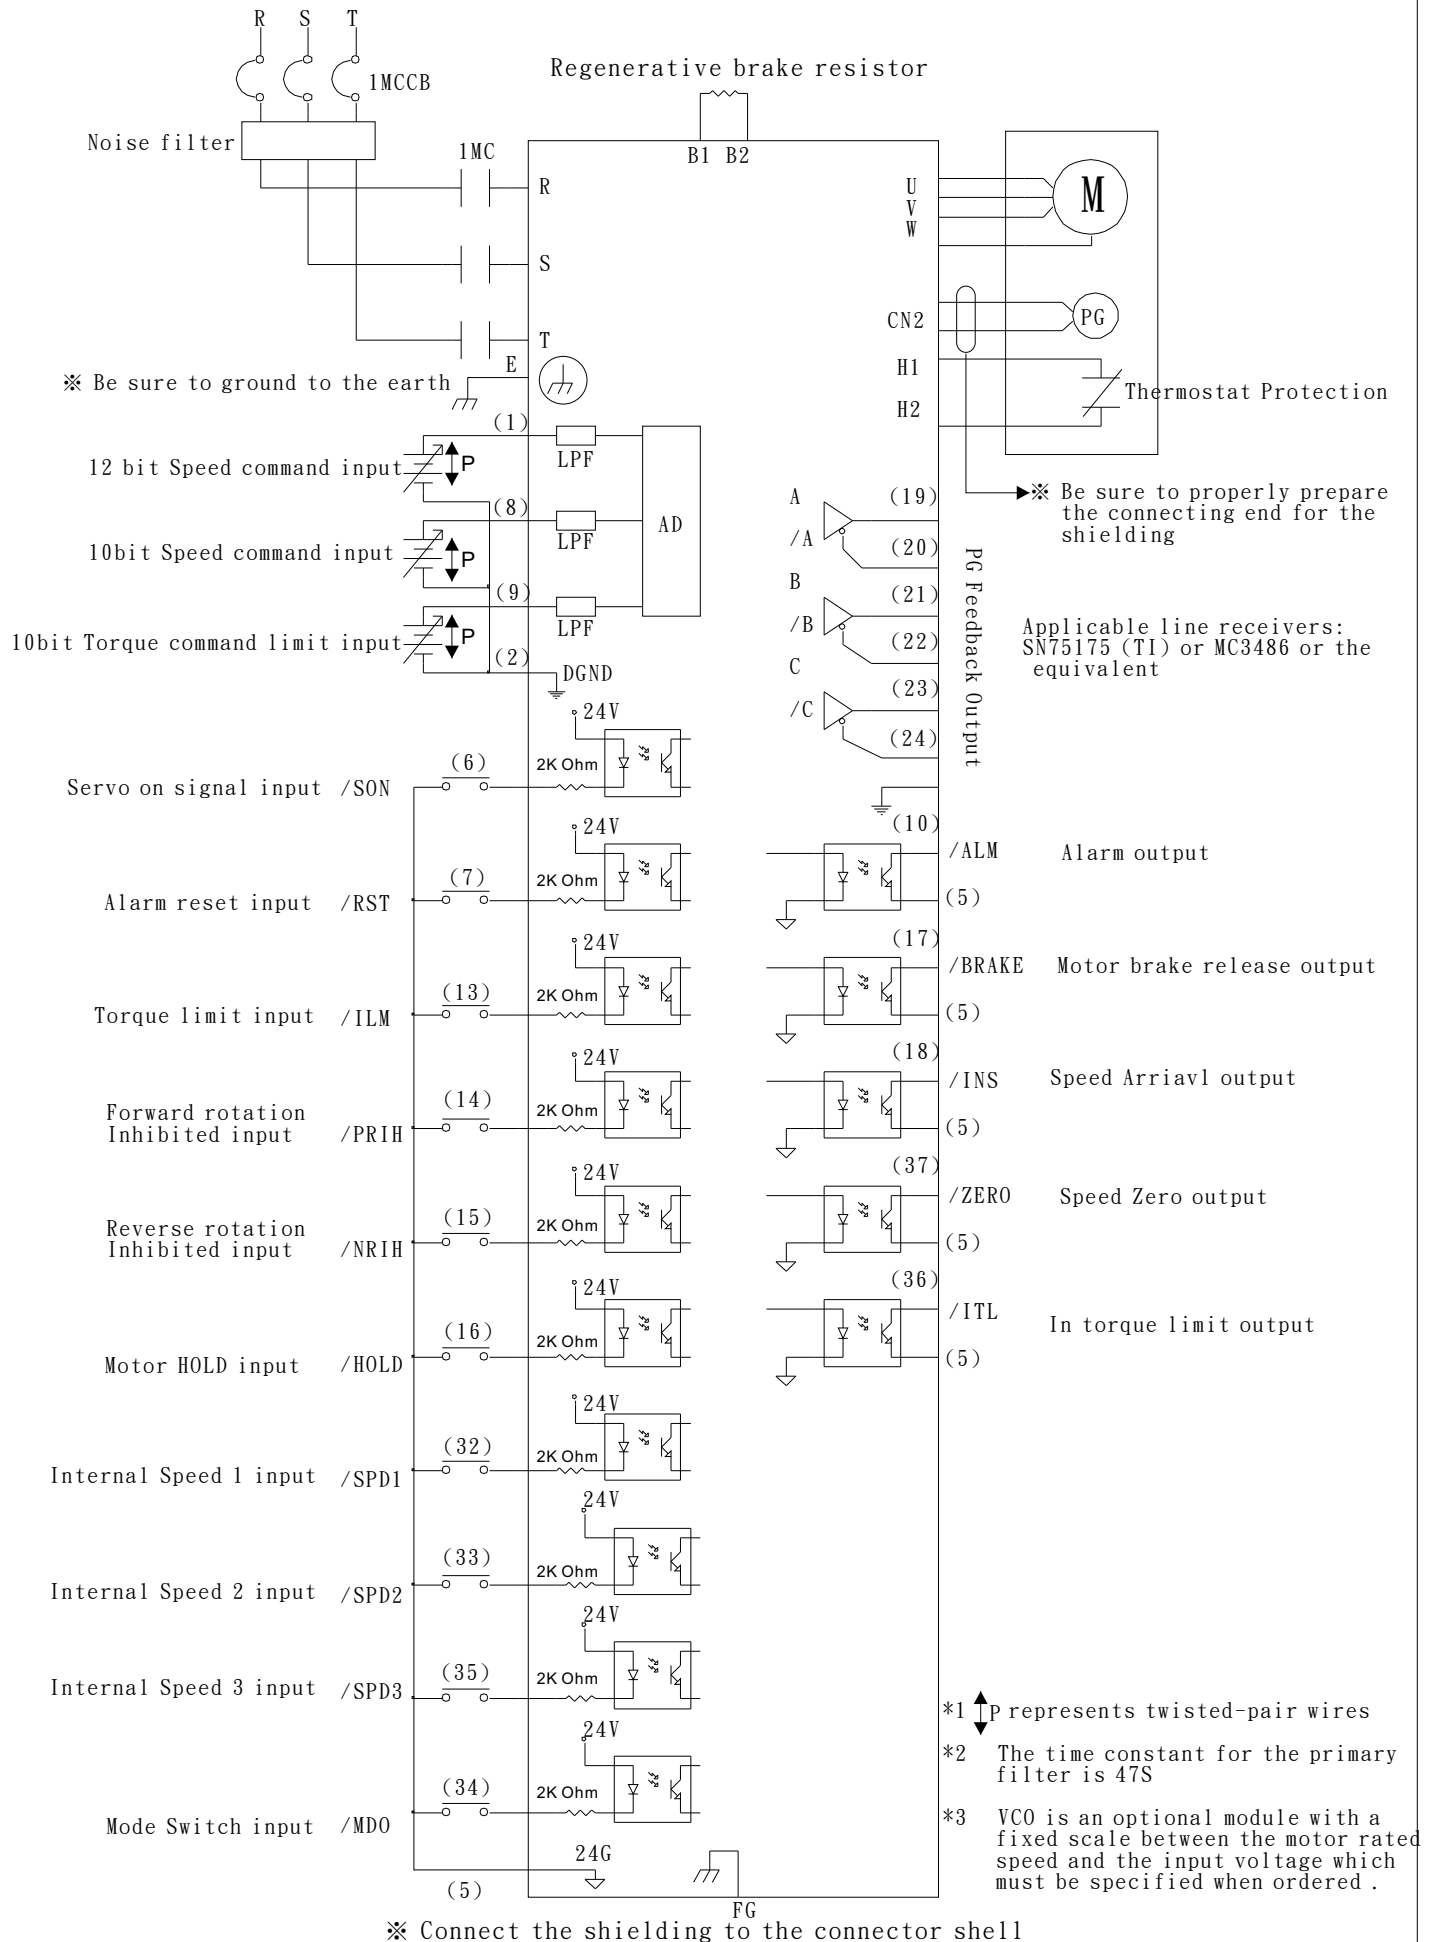 R S T
1MCCB
Regenerative brake resistor
Noise filter
1MC
B1 B2
R
S
T
E
U
V
W
M
CN2
PG
H1
H2
Thermostat Protection
※ Be sure to ground to the earth
(1)
12 bit Speed command input
P
LPF
(8)
10bit Speed command input
P
LPF
AD
(9)
10bit Torque command limit input
P
LPF
(2)
DGND
A
(19)
/A
(20)
B
(21)
/B
(22)
C
(23)
/C
(24)
PG Feedback Output
※ Be sure to properly prepare
the connecting end for the
shielding
Applicable line receivers:
SN75175 (TI) or MC3486 or the
equivalent
24V
(6)
2K Ohm
Servo on signal input /SON
24V
(7)
2K Ohm
Alarm reset input /RST
24V
(13)
2K Ohm
Torque limit input /ILM
24V
(14)
2K Ohm
Forward rotation
Inhibited input /PRIH
24V
(15)
2K Ohm
Reverse rotation
Inhibited input /NRIH
24V
(16)
2K Ohm
Motor HOLD input /HOLD
24V
(32)
2K Ohm
Internal Speed 1 input /SPD1
24V
(33)
2K Ohm
Internal Speed 2 input /SPD2
24V
(35)
2K Ohm
Internal Speed 3 input /SPD3
24V
(34)
2K Ohm
Mode Switch input /MDO
24G
(5)
(10)
/ALM Alarm output
(5)
(17)
/BRAKE Motor brake release output
(5)
(18)
/INS Speed Arriavl output
(5)
(37)
/ZERO Speed Zero output
(5)
(36)
/ITL In torque limit output
(5)
*1 P represents twisted-pair wires
*2 The time constant for the primary
filter is 47S
*3 VCO is an optional module with a
fixed scale between the motor rated
speed and the input voltage which
must be specified when ordered .
FG
※ Connect the shielding to the connector shell